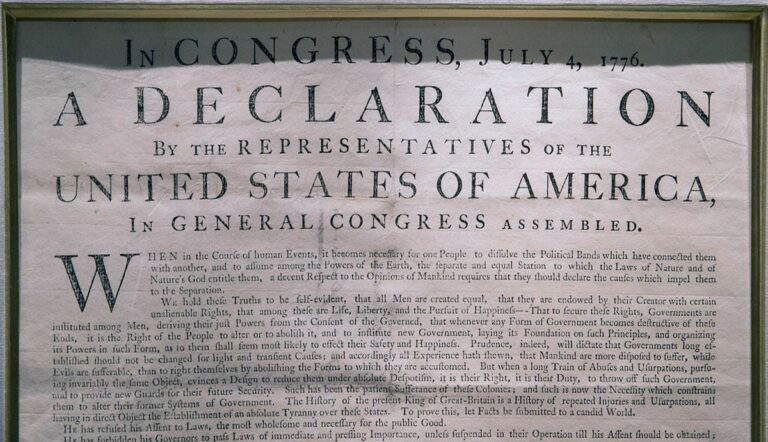 IN CONGRESS, JULY 4, 1776.
A DECLARATION
BY THE REPRESENTATIVES OF THE
UNITED STATES OF AMERICA,
IN GENERAL CONGRESS ASSEMBLED.
WHEN in the Courſe of human Events, it becomes neceſſary for one People to diſſolve the Political Bands which have connected them
with another, and to aſſume among the Powers of the Earth, the ſeparate and equal Station to which the Laws of Nature and of
Nature's God entitle them, a decent Reſpect to the Opinions of Mankind requires that they ſhould declare the cauſes which impel them
to the Separation.
WE hold theſe Truths to be ſelf-evident, that all Men are created equal, that they are endowed by their Creator with certain
unalienable Rights, that among theſe are Life, Liberty, and the Purſuit of Happineſs—-That to ſecure theſe Rights, Governments are
inſtituted among Men, deriving their juſt Powers from the Conſent of the Governed, that whenever any Form of Government becomes deſtructive of theſe
Ends, it is the Right of the People to alter or to aboliſh it, and to inſtitute new Government, laying its Foundation on ſuch Principles, and organizing
its Powers in ſuch Form, as to them ſhall ſeem moſt likely to effect their Safety and Happineſs. Prudence, indeed, will dictate that Governments long eſ-
tabliſhed ſhould not be changed for light and tranſient Cauſes; and accordingly all Experience hath ſhewn, that Mankind are more diſpoſed to ſuffer, while
Evils are ſufferable, than to right themſelves by aboliſhing the Forms to which they are accuſtomed. But when a long Train of Abuſes and Uſurpations, purſu-
ing invariably the ſame Object, evinces a Deſign to reduce them under abſolute Deſpotiſm, it is their Right, it is their Duty, to throw off ſuch Government,
and to provide new Guards for their future Security. Such has been the patient Sufferance of theſe Colonies; and ſuch is now the Neceſſity which conſtrains
them to alter their former Syſtems of Government. The Hiſtory of the preſent King of Great-Britain is a Hiſtory of repeated Injuries and Uſurpations, all
having in direct Object the Eſtabliſhment of an abſolute Tyranny over theſe States. To prove this, let Facts be ſubmitted to a candid World.
HE has refuſed his Aſſent to Laws, the moſt wholeſome and neceſſary for the public Good.
HE has forbidden his Governors to paſs Laws of immediate and preſſing Importance, unleſs ſuſpended in their Operation till his Aſſent ſhould be obtained;